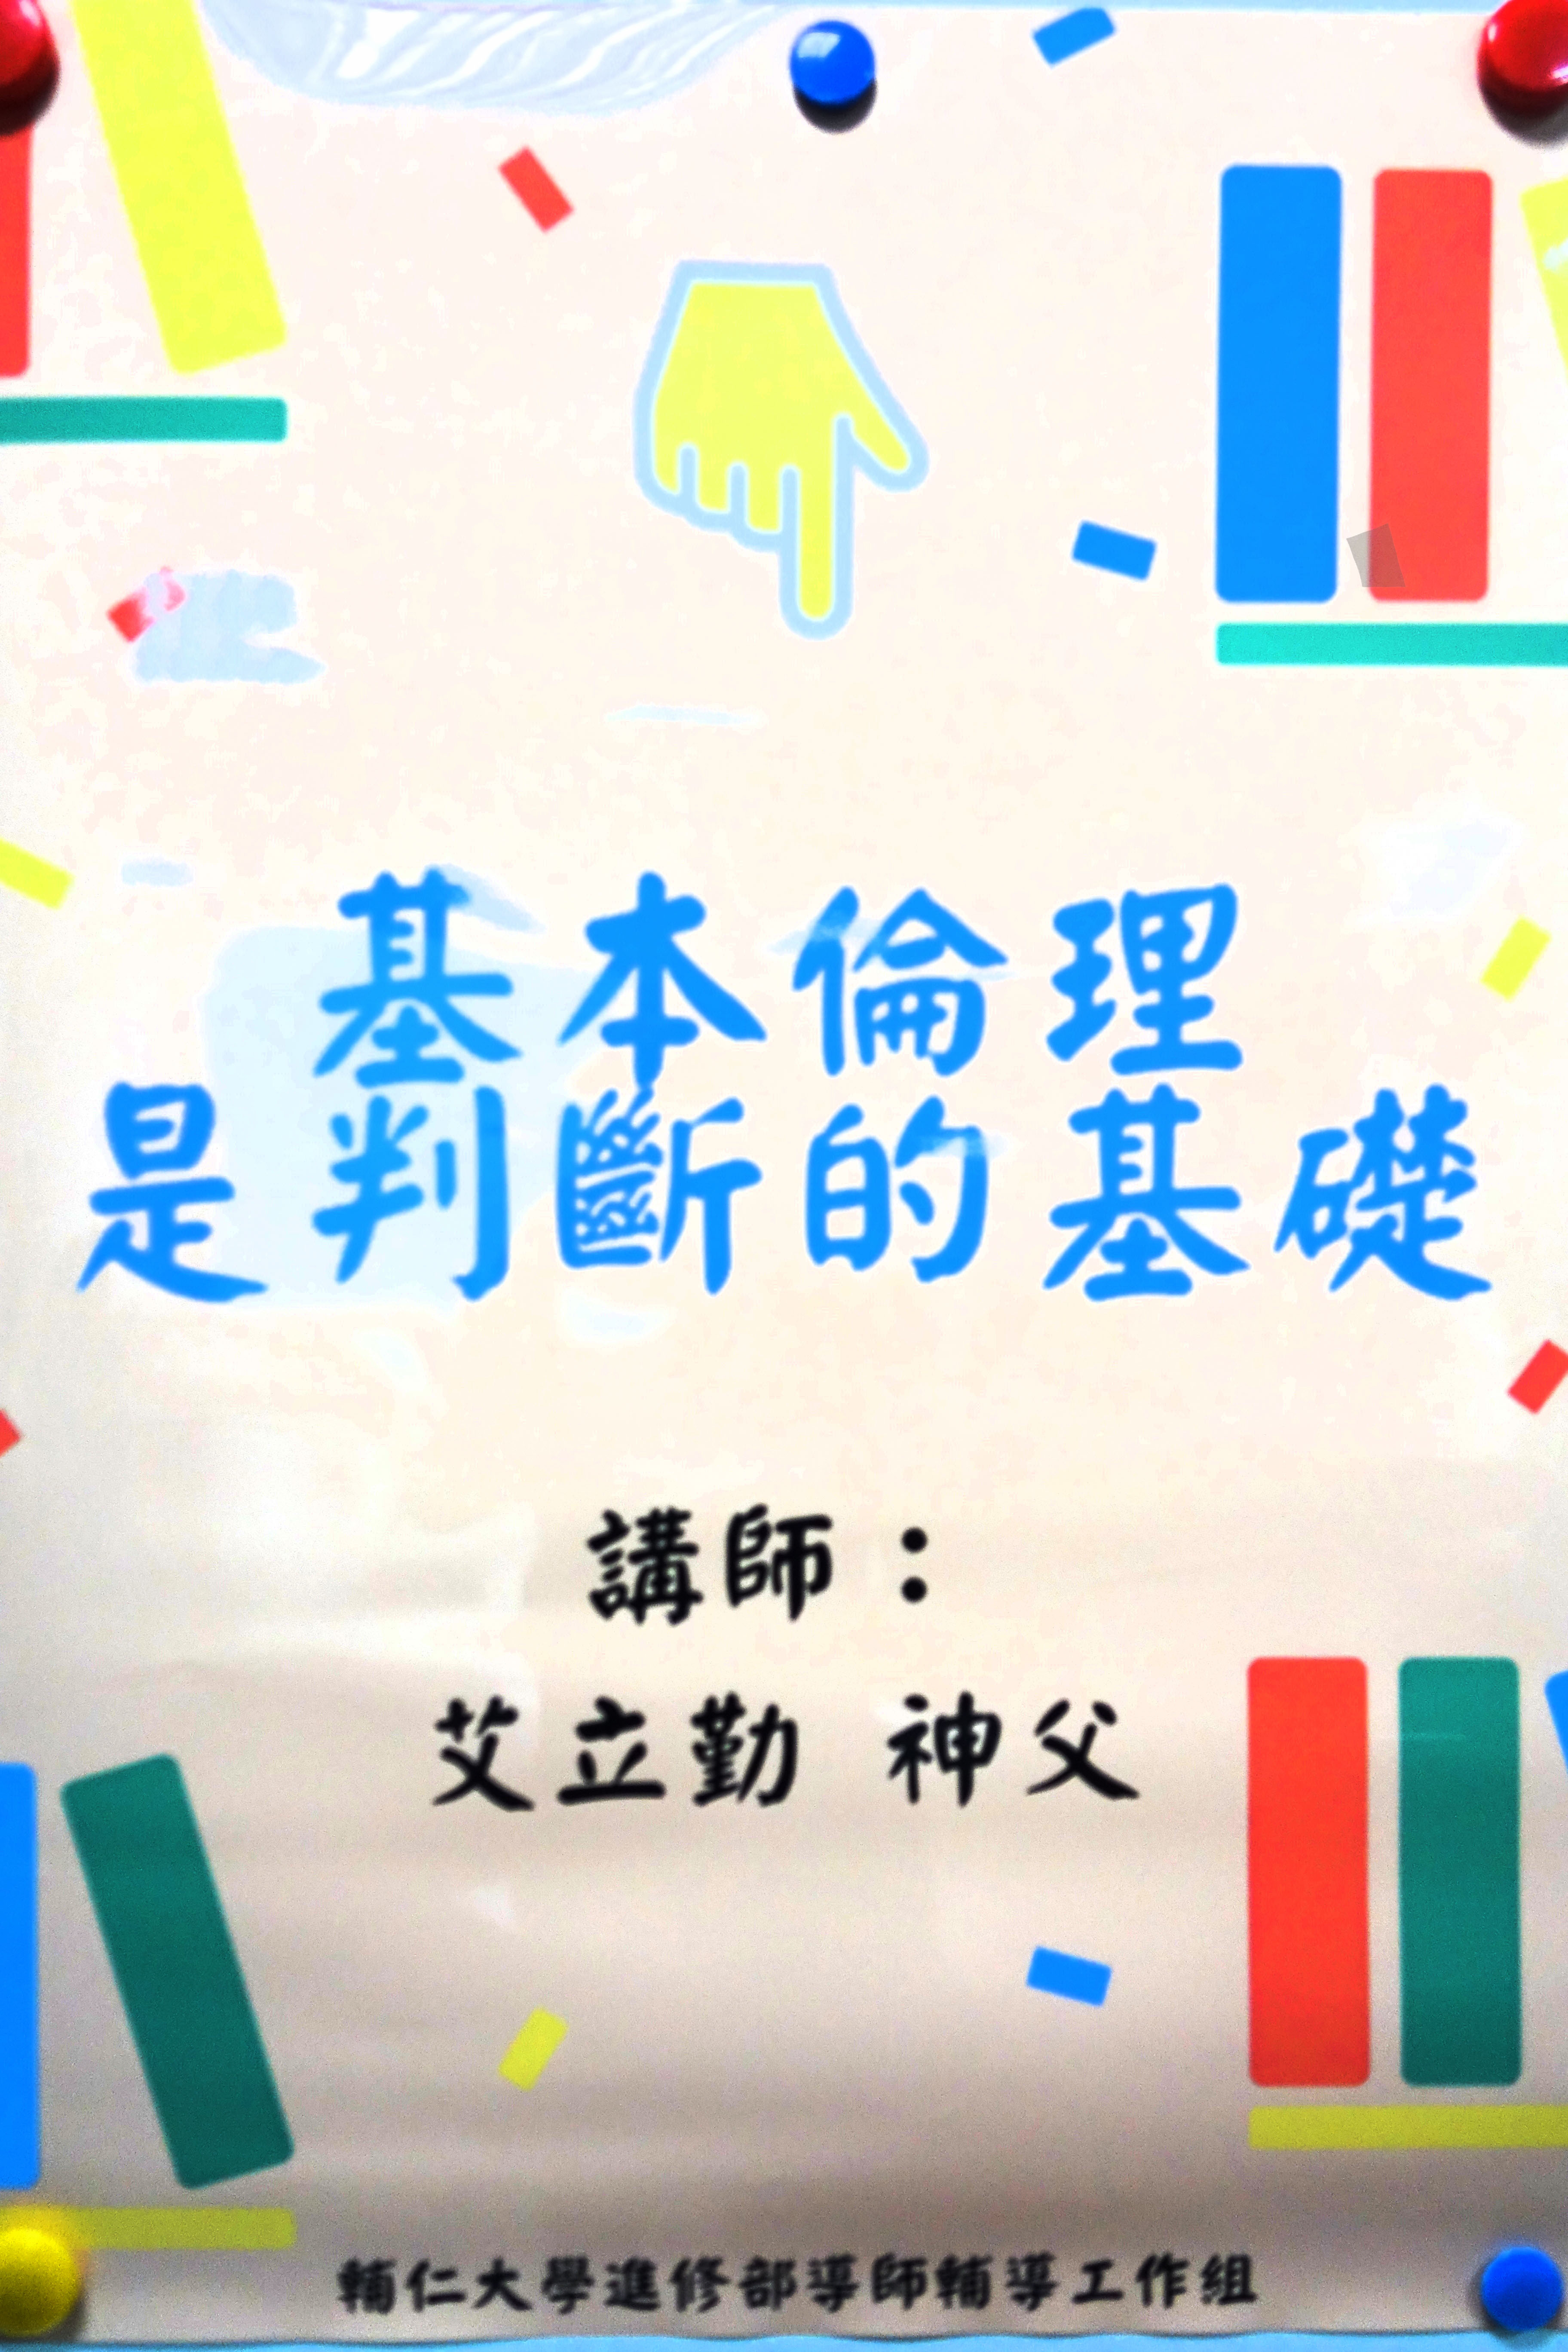 基本倫理
是判斷的基礎
講師：
艾立勤 神父
輔仁大學進修部導師輔導工作組